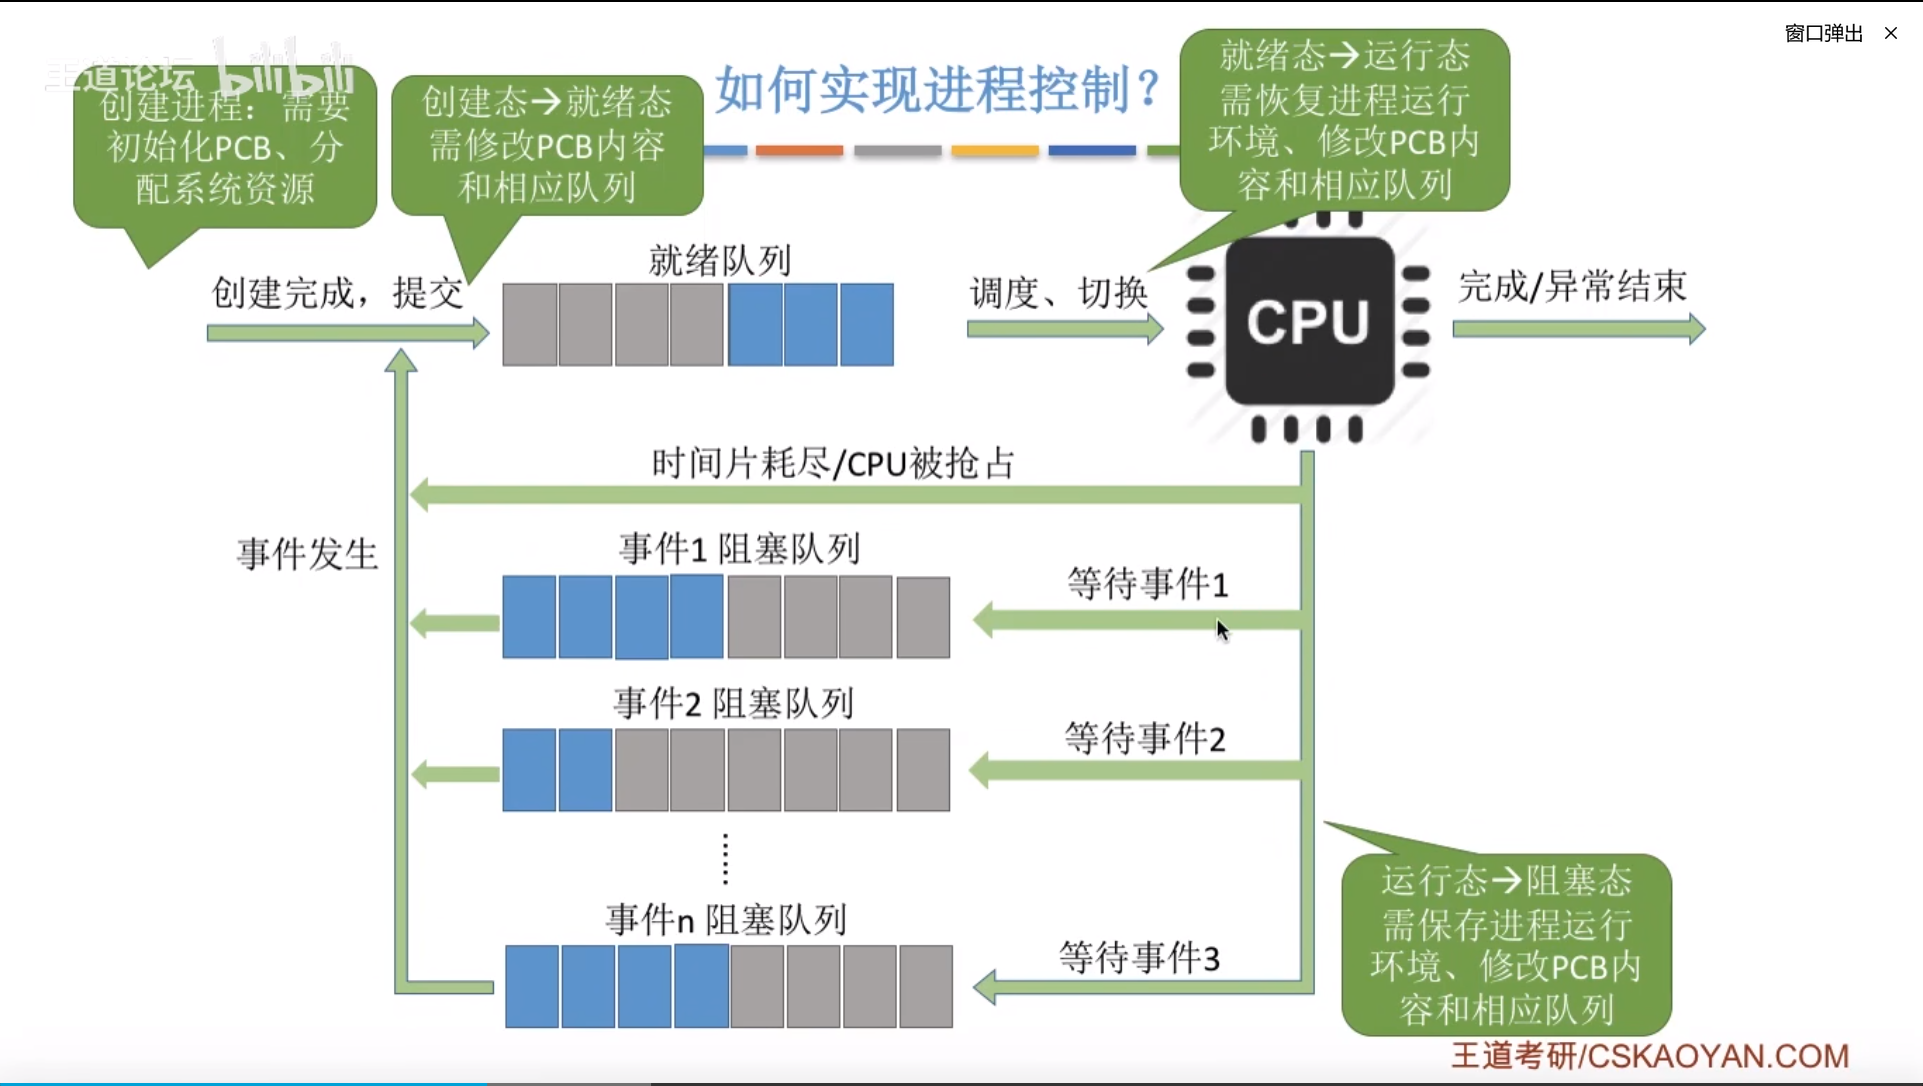 窗口弹出 ×
王道论坛 bilibili
如何实现进程控制？
创建进程：需要
初始化PCB、分
配系统资源
创建态→就绪态
需修改PCB内容
和相应队列
就绪态→运行态
需恢复进程运行
环境、修改PCB内
容和相应队列
就绪队列
创建完成，提交
调度、切换
CPU
完成/异常结束
时间片耗尽/CPU被抢占
事件发生
事件1 阻塞队列
等待事件1
事件2 阻塞队列
等待事件2
事件n 阻塞队列
等待事件3
运行态→阻塞态
需保存进程运行
环境、修改PCB内
容和相应队列
王道考研/CSKAOYAN.COM